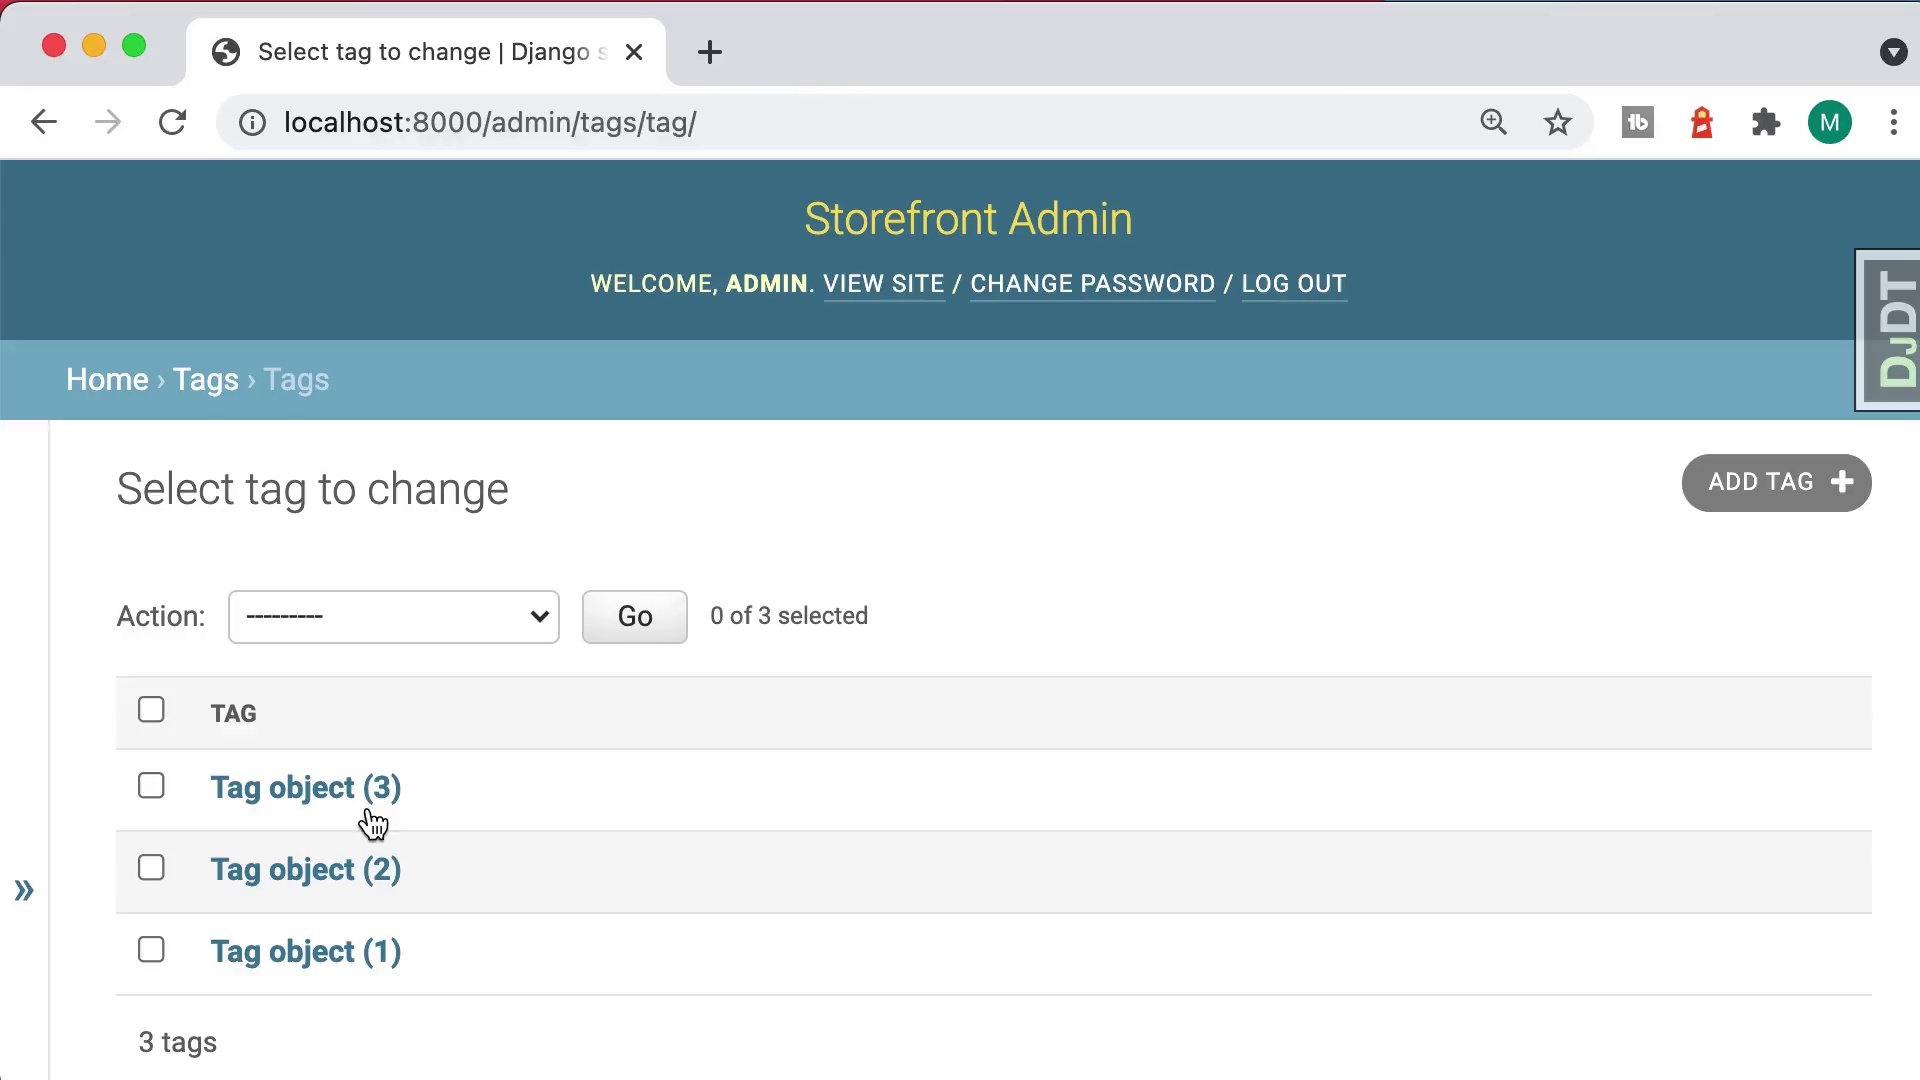 Select tag to change | Django s
localhost:8000/admin/tags/tag/
M
Storefront Admin
WELCOME, ADMIN. VIEW SITE / CHANGE PASSWORD / LOG OUT
DJDT
Home › Tags › Tags
Select tag to change
ADD TAG +
Action: --------- Go 0 of 3 selected
TAG
Tag object (3)
Tag object (2)
»
Tag object (1)
3 tags